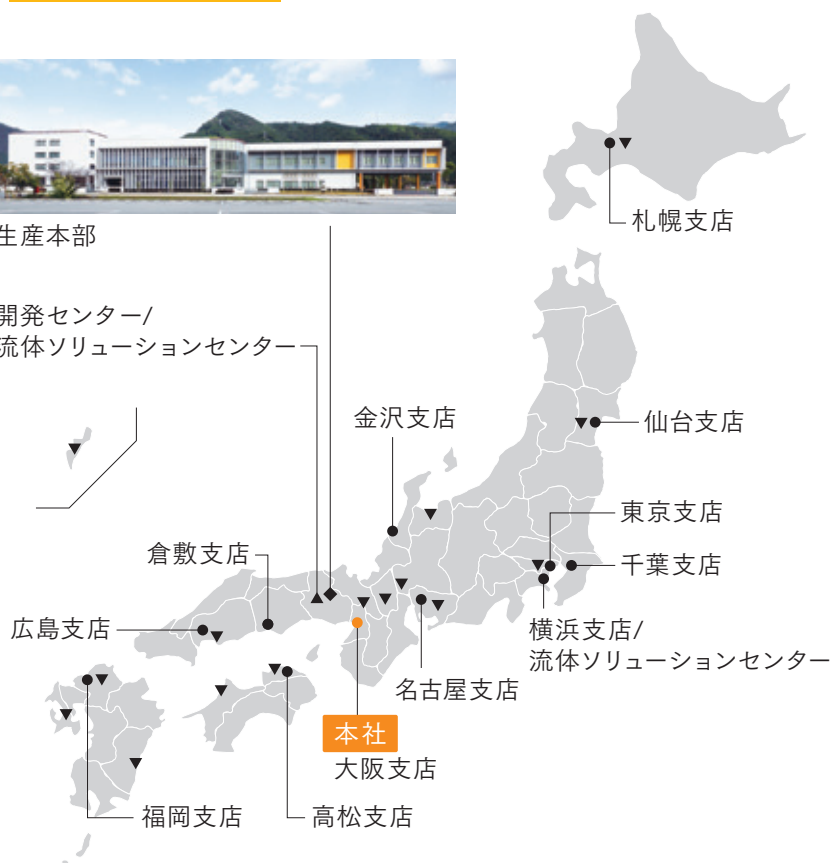 生産本部
札幌支店
開発センター/
流体ソリューションセンター
金沢支店
仙台支店
東京支店
倉敷支店
千葉支店
広島支店
横浜支店/
流体ソリューションセンター
名古屋支店
本社
大阪支店
福岡支店
高松支店